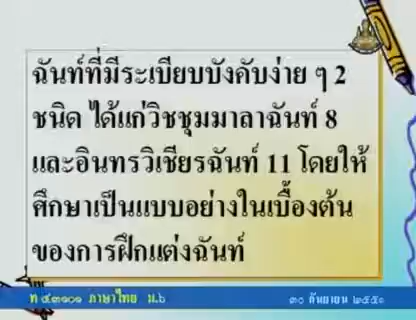 ฉันท์ที่มีระเบียบบังคับง่าย ๆ 2
ชนิด ได้แก่วิชชุมมาลาฉันท์ 8
และอินทรวิเชียรฉันท์ 11 โดยให้
ศึกษาเป็นแบบอย่างในเบื้องต้น
ของการฝึกแต่งฉันท์
ท ๔๓๑๐๑ ภาษาไทย ม.๖
๓๐ กันยายน ๒๕๕๑